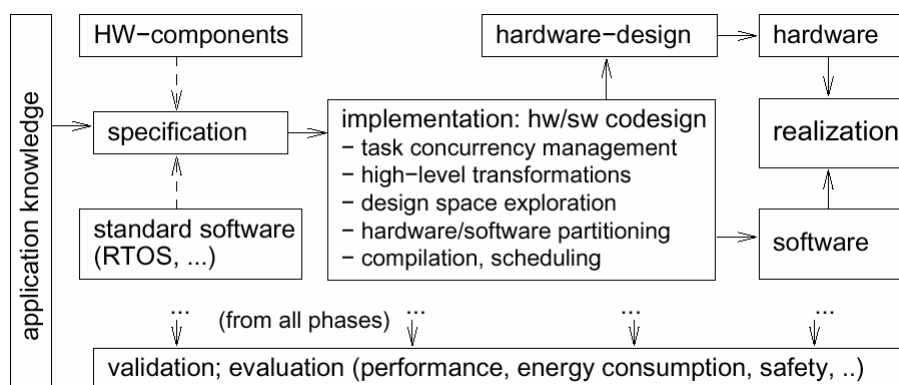 application knowledge
HW−components
hardware−design
hardware
specification
implementation: hw/sw codesign
− task concurrency management
− high−level transformations
− design space exploration
− hardware/software partitioning
− compilation, scheduling
realization
standard software
(RTOS, ...)
software
... (from all phases) ... ... ...
validation; evaluation (performance, energy consumption, safety, ..)